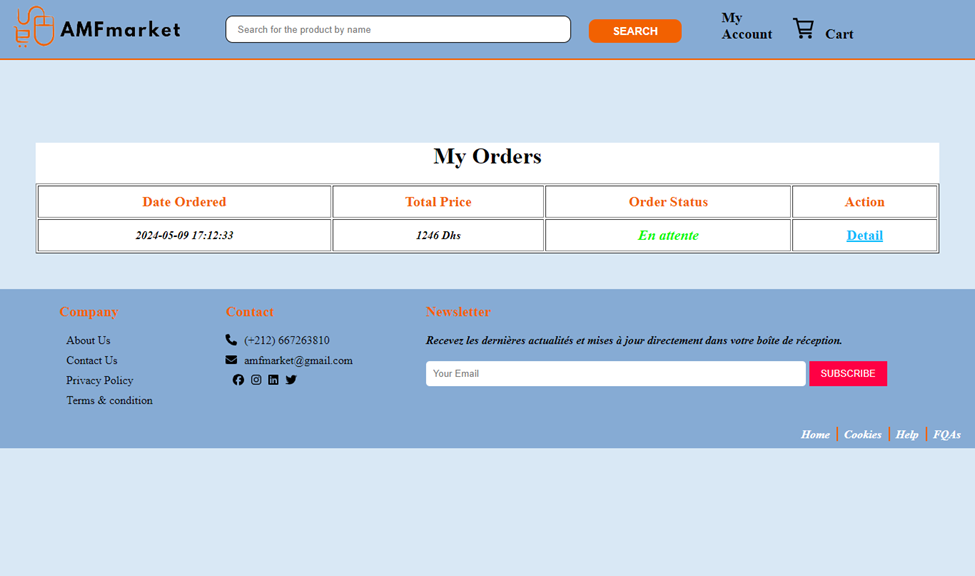 AMFmarket
Search for the product by name
SEARCH
My
Account
Cart
My Orders
Date Ordered Total Price Order Status Action
2024-05-09 17:12:33 1246 Dhs En attente Detail
Company
About Us
Contact Us
Privacy Policy
Terms & condition
Contact
(+212) 667263810
amfmarket@gmail.com
Newsletter
Recevez les dernières actualités et mises à jour directement dans votre boîte de réception.
Your Email SUBSCRIBE
Home Cookies Help FQAs